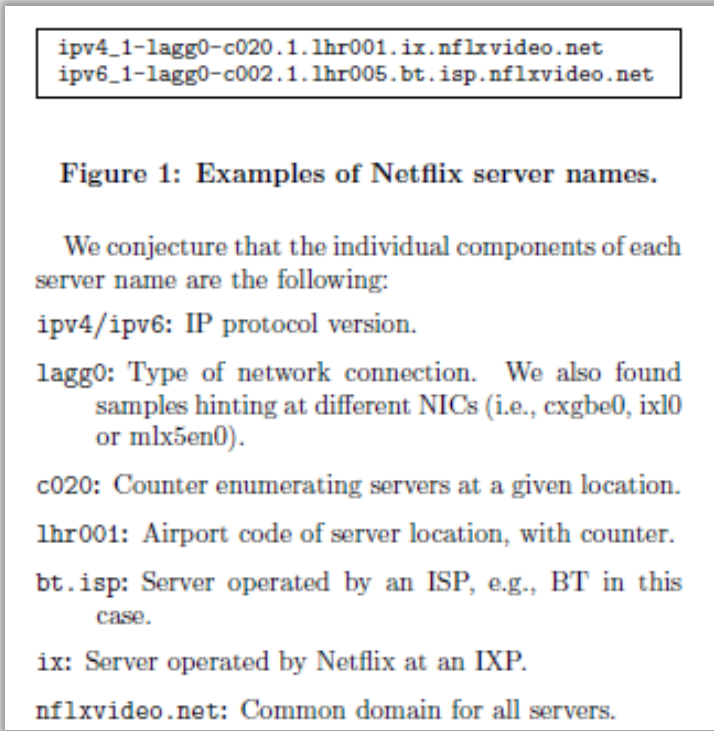 ipv4_1-lagg0-c020.1.lhr001.ix.nflxvideo.net
ipv6_1-lagg0-c002.1.lhr005.bt.isp.nflxvideo.net
Figure 1: Examples of Netflix server names.
We conjecture that the individual components of each
server name are the following:
ipv4/ipv6: IP protocol version.
lagg0: Type of network connection. We also found
samples hinting at different NICs (i.e., cxgbe0, ixl0
or mlx5en0).
c020: Counter enumerating servers at a given location.
lhr001: Airport code of server location, with counter.
bt.isp: Server operated by an ISP, e.g., BT in this
case.
ix: Server operated by Netflix at an IXP.
nflxvideo.net: Common domain for all servers.